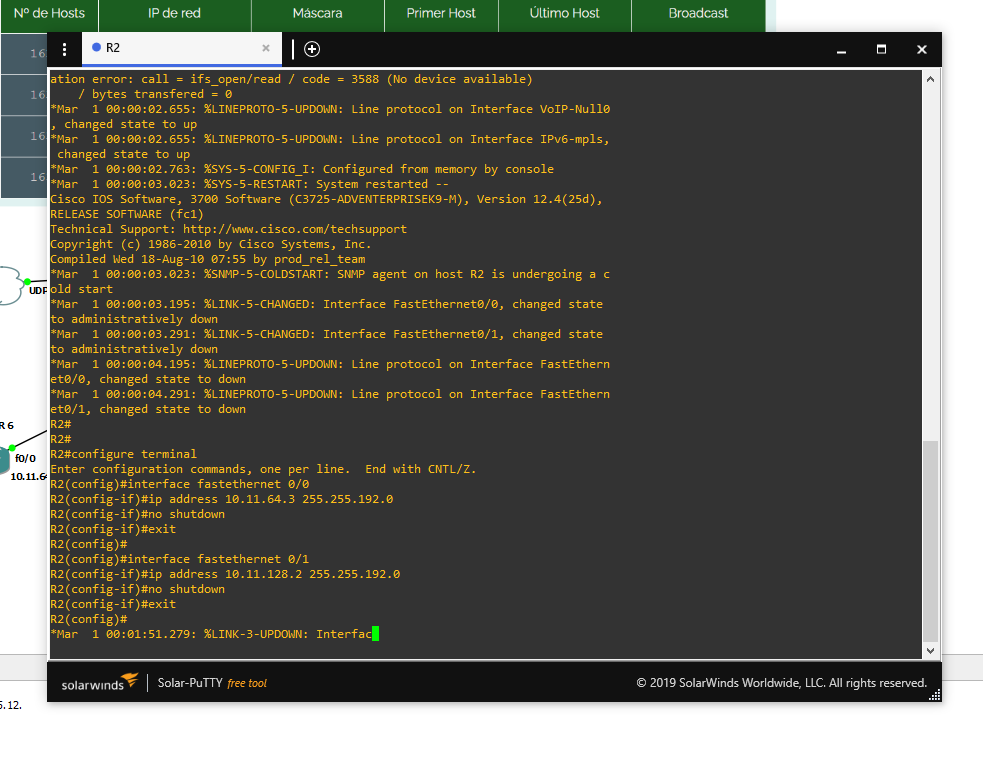 Nº de Hosts IP de red Máscara Primer Host Último Host Broadcast
R2
ation error: call = ifs_open/read / code = 3588 (No device available)
/ bytes transfered = 0
*Mar  1 00:00:02.655: %LINEPROTO-5-UPDOWN: Line protocol on Interface VoIP-Null0
, changed state to up
*Mar  1 00:00:02.655: %LINEPROTO-5-UPDOWN: Line protocol on Interface IPv6-mpls,
changed state to up
*Mar  1 00:00:02.763: %SYS-5-CONFIG_I: Configured from memory by console
*Mar  1 00:00:03.023: %SYS-5-RESTART: System restarted --
Cisco IOS Software, 3700 Software (C3725-ADVENTERPRISEK9-M), Version 12.4(25d),
RELEASE SOFTWARE (fc1)
Technical Support: http://www.cisco.com/techsupport
Copyright (c) 1986-2010 by Cisco Systems, Inc.
Compiled Wed 18-Aug-10 07:55 by prod_rel_team
*Mar  1 00:00:03.023: %SNMP-5-COLDSTART: SNMP agent on host R2 is undergoing a c
old start
*Mar  1 00:00:03.195: %LINK-5-CHANGED: Interface FastEthernet0/0, changed state
to administratively down
*Mar  1 00:00:03.291: %LINK-5-CHANGED: Interface FastEthernet0/1, changed state
to administratively down
*Mar  1 00:00:04.195: %LINEPROTO-5-UPDOWN: Line protocol on Interface FastEthern
et0/0, changed state to down
*Mar  1 00:00:04.291: %LINEPROTO-5-UPDOWN: Line protocol on Interface FastEthern
et0/1, changed state to down
R2#
R2#
R2#configure terminal
Enter configuration commands, one per line.  End with CNTL/Z.
R2(config)#interface fastethernet 0/0
R2(config-if)#ip address 10.11.64.3 255.255.192.0
R2(config-if)#no shutdown
R2(config-if)#exit
R2(config)#
R2(config)#interface fastethernet 0/1
R2(config-if)#ip address 10.11.128.2 255.255.192.0
R2(config-if)#no shutdown
R2(config-if)#exit
R2(config)#
*Mar  1 00:01:51.279: %LINK-3-UPDOWN: Interfac
solarwinds Solar-PuTTY free tool © 2019 SolarWinds Worldwide, LLC. All rights reserved.
16
16
16
16
UDP
R 6
f0/0
10.11.6
5.12.